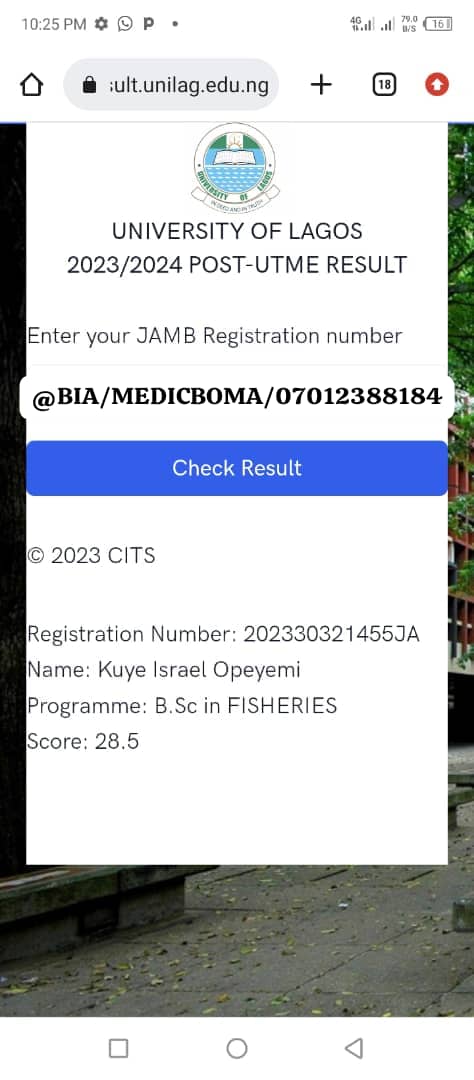 10:25 PM
4G
79.0 B/S
16
sult.unilag.edu.ng
18
UNIVERSITY OF LAGOS
IN DEED AND IN TRUTH
UNIVERSITY OF LAGOS
2023/2024 POST-UTME RESULT
Enter your JAMB Registration number
@BIA/MEDICBOMA/07012388184
Check Result
© 2023 CITS
Registration Number: 202330321455JA
Name: Kuye Israel Opeyemi
Programme: B.Sc in FISHERIES
Score: 28.5